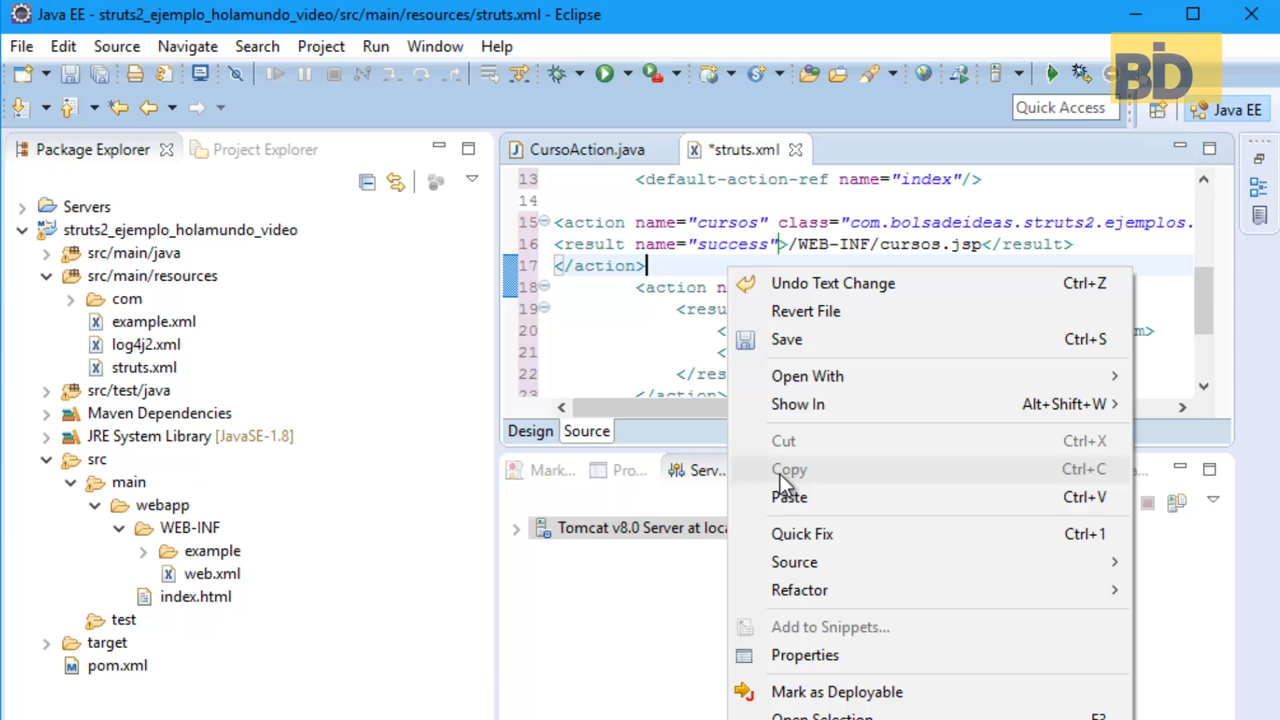 Java EE - struts2_ejemplo_holamundo_video/src/main/resources/struts.xml - Eclipse
File Edit Source Navigate Search Project Run Window Help
BD
Quick Access
Java EE
Package Explorer
Project Explorer
Servers
struts2_ejemplo_holamundo_video
src/main/java
src/main/resources
com
example.xml
log4j2.xml
struts.xml
src/test/java
Maven Dependencies
JRE System Library [JavaSE-1.8]
src
main
webapp
WEB-INF
example
web.xml
index.html
test
target
pom.xml
CursoAction.java
*struts.xml
13 <default-action-ref name="index"/>
14
15 <action name="cursos" class="com.bolsadeideas.struts2.ejemplos.
16 <result name="success">/WEB-INF/cursos.jsp</result>
17 </action>
18 <action n
19 <resu
20 < m>
21 <
22 </res
23 </action>
Design Source
Mark... Pro... Serv..
Tomcat v8.0 Server at loca
Undo Text Change Ctrl+Z
Revert File
Save Ctrl+S
Open With
Show In Alt+Shift+W
Cut Ctrl+X
Copy Ctrl+C
Paste Ctrl+V
Quick Fix Ctrl+1
Source
Refactor
Add to Snippets...
Properties
Mark as Deployable
Open Selection F3